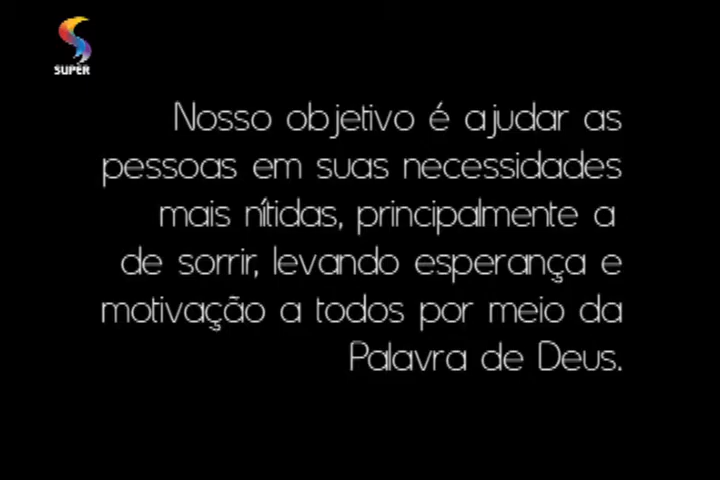 SUPER
Nosso objetivo é ajudar as
pessoas em suas necessidades
mais nítidas, principalmente a
de sorrir, levando esperança e
motivação a todos por meio da
Palavra de Deus.